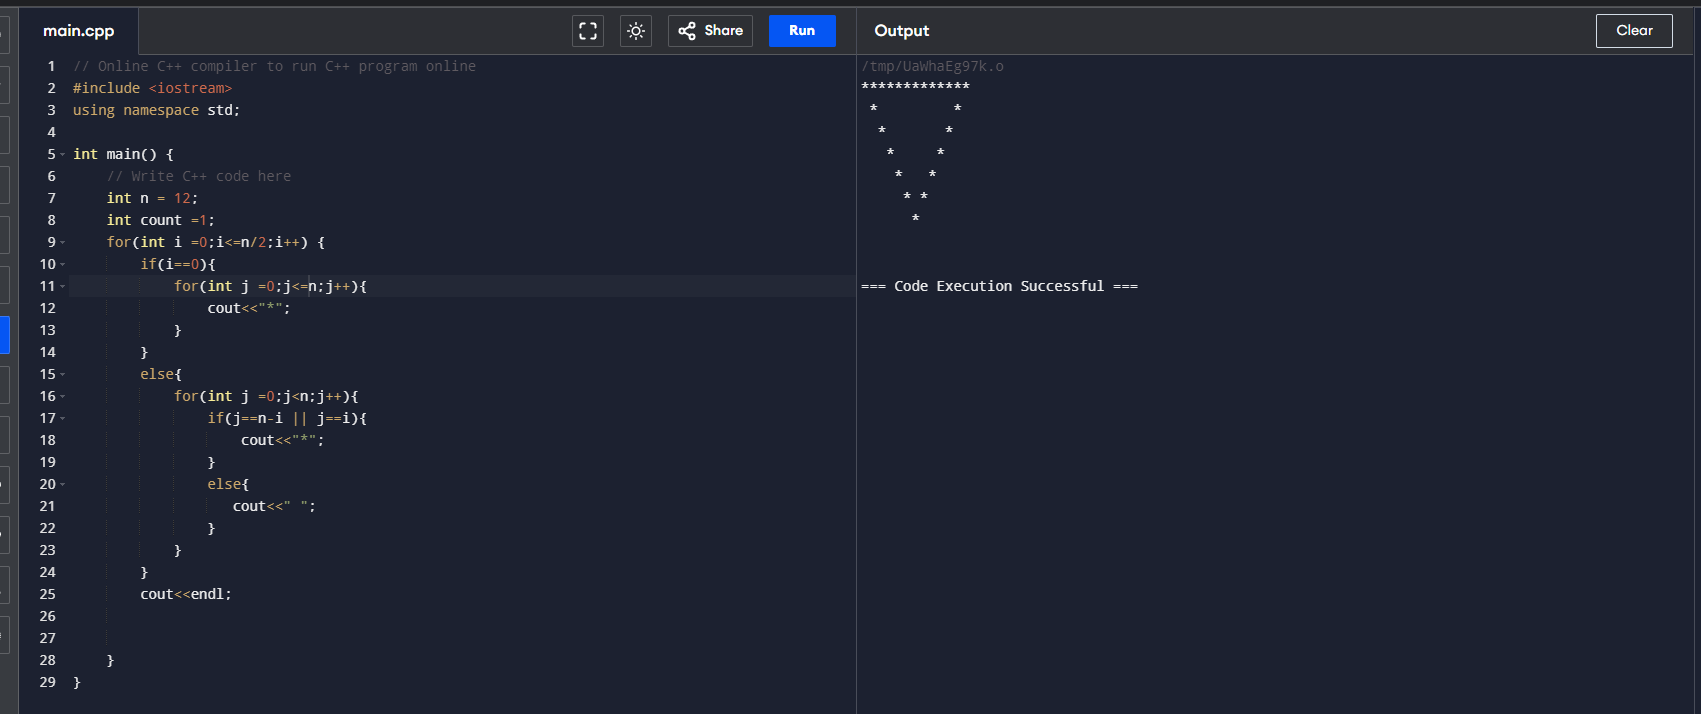 main.cpp
Share
Run
Output
Clear
1 // Online C++ compiler to run C++ program online
2 #include <iostream>
3 using namespace std;
4
5 int main() {
6     // Write C++ code here
7     int n = 12;
8     int count =1;
9     for(int i =0;i<=n/2;i++) {
10         if(i==0){
11             for(int j =0;j<=n;j++){
12                 cout<<"*";
13             }
14         }
15         else{
16             for(int j =0;j<n;j++){
17                 if(j==n-i || j==i){
18                     cout<<"*";
19                 }
20                 else{
21                    cout<<" ";
22                 }
23             }
24         }
25         cout<<endl;
26
27
28     }
29 }
/tmp/UaWhaEg97k.o
*************
 *         *
  *       *
   *     *
    *   *
     * *
      *
=== Code Execution Successful ===